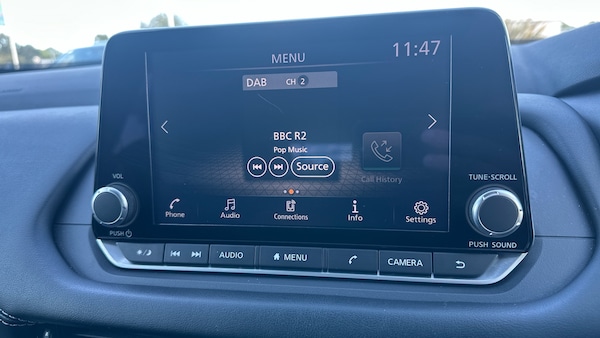 MENU
11:47
DAB CH 2
BBC R2
Pop Music
Source
Call History
Phone Audio Connections Info Settings
VOL
PUSH
TUNE·SCROLL
PUSH SOUND
AUDIO MENU CAMERA